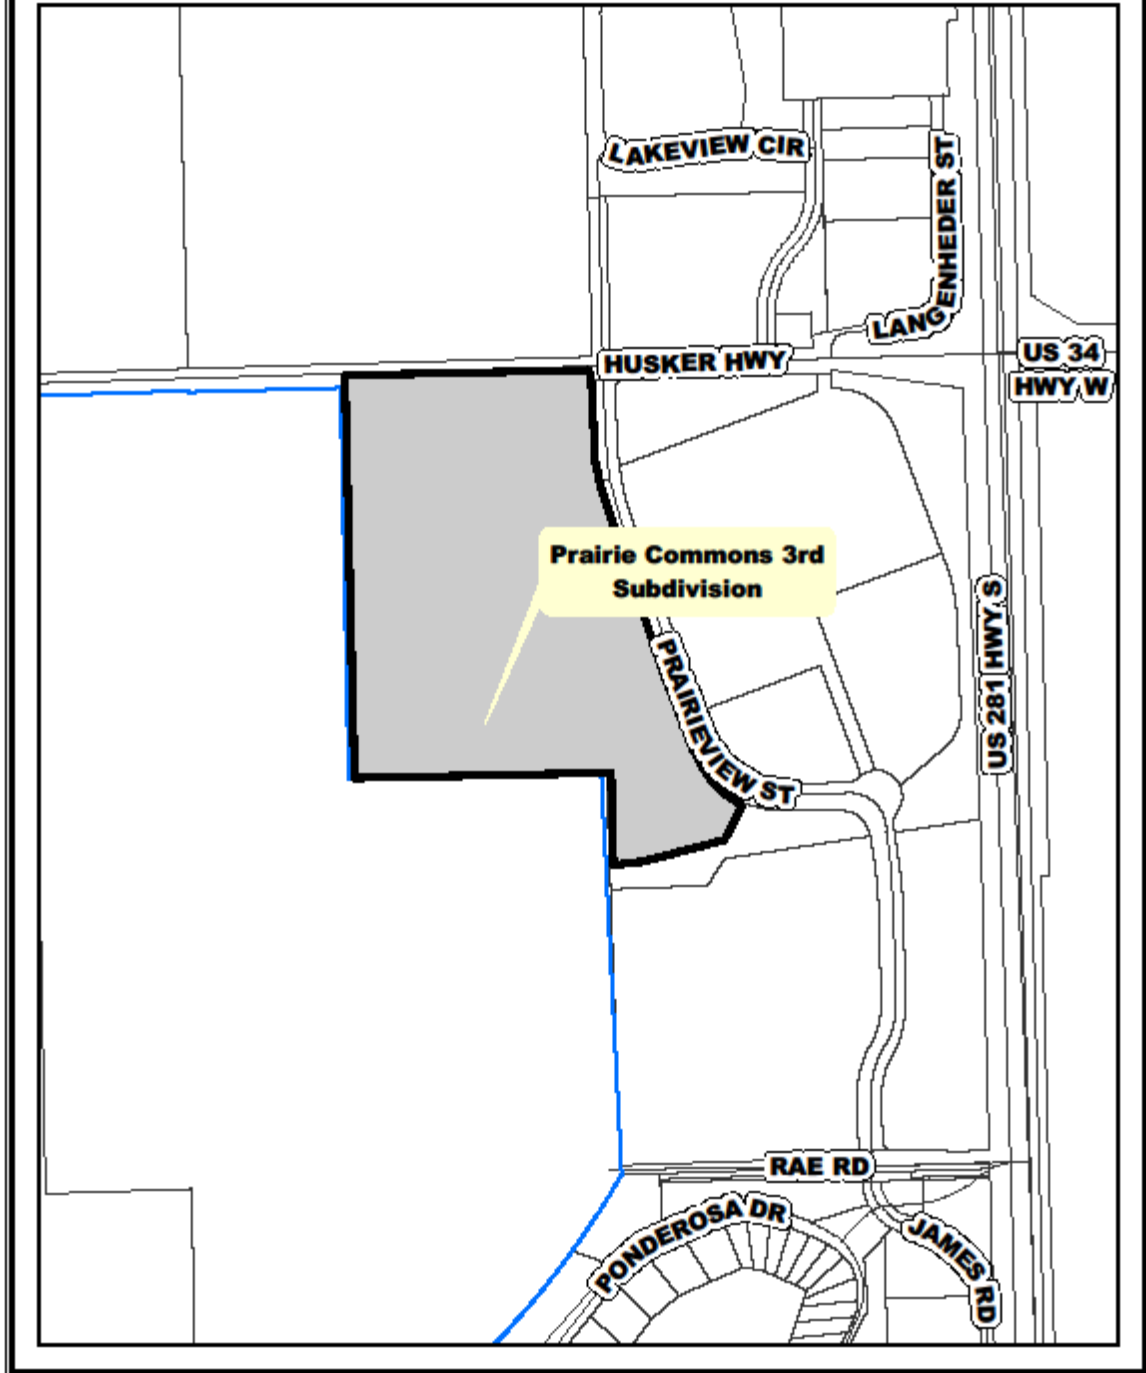 LAKEVIEW CIR
LANGENHEDER ST
HUSKER HWY
US 34
HWY W
Prairie Commons 3rd
Subdivision
US 281 HWY S
PRAIRIEVIEW ST
RAE RD
PONDEROSA DR
JAMES RD